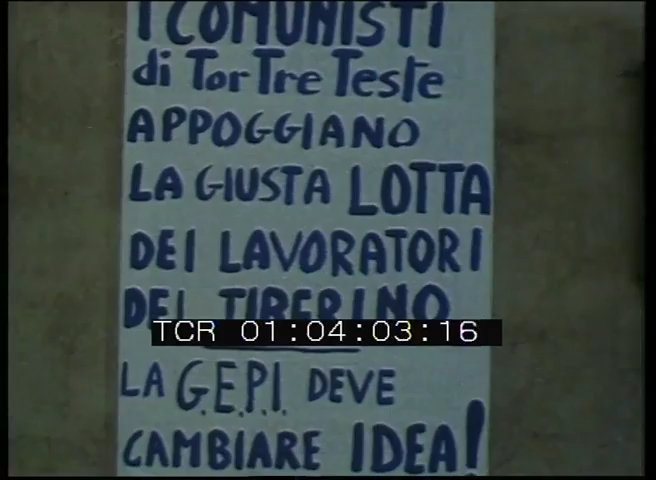 I COMUNISTI
di Tor Tre Teste
APPOGGIANO
LA GIUSTA LOTTA
DEI LAVORATORI
DEL TIBERINO
TCR 01:04:03:16
LA G.E.P.I. DEVE
CAMBIARE IDEA!